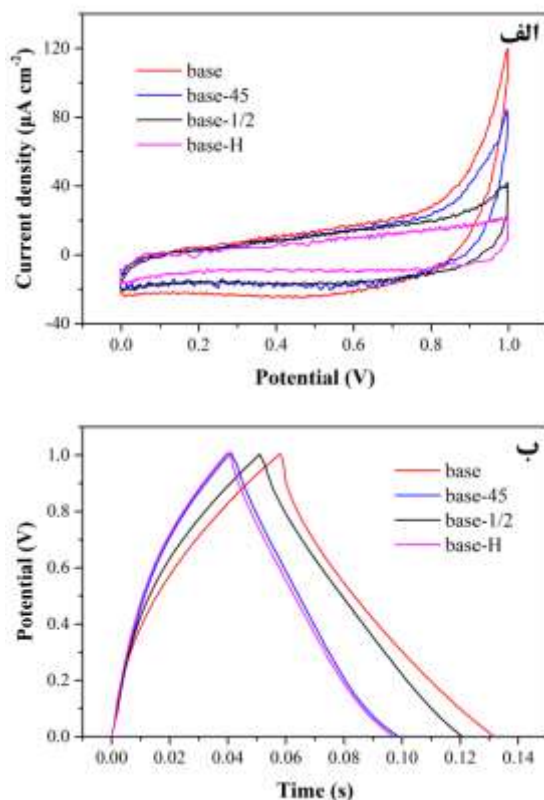 الف
120
80
40
0
-40
Current density (µA cm⁻²)
base
base-45
base-1/2
base-H
0.0 0.2 0.4 0.6 0.8 1.0
Potential (V)
ب
1.0
0.8
0.6
0.4
0.2
0.0
Potential (V)
base
base-45
base-1/2
base-H
0.00 0.02 0.04 0.06 0.08 0.10 0.12 0.14
Time (s)